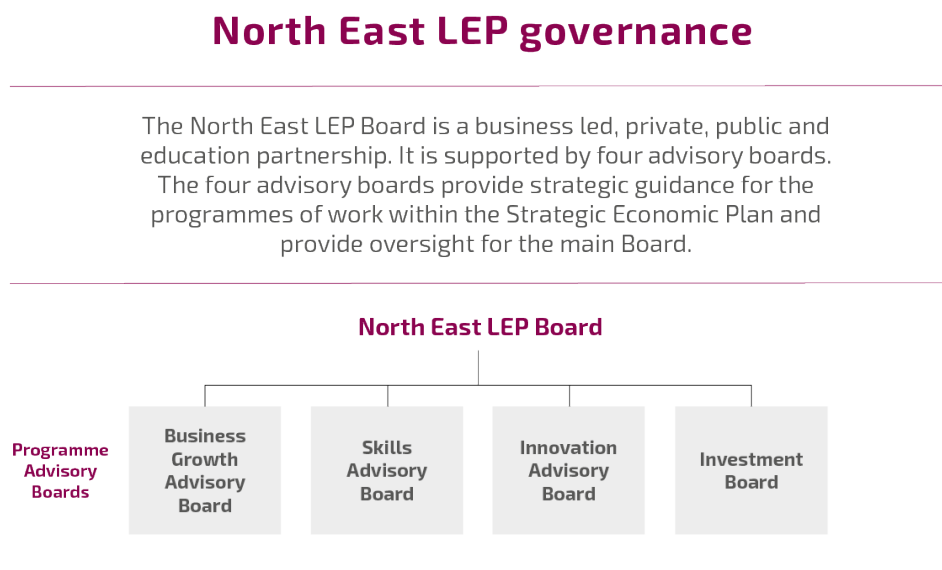 North East LEP governance
The North East LEP Board is a business led, private, public and
education partnership. It is supported by four advisory boards.
The four advisory boards provide strategic guidance for the
programmes of work within the Strategic Economic Plan and
provide oversight for the main Board.
North East LEP Board
Programme
Advisory
Boards
Business
Growth
Advisory
Board
Skills
Advisory
Board
Innovation
Advisory
Board
Investment
Board